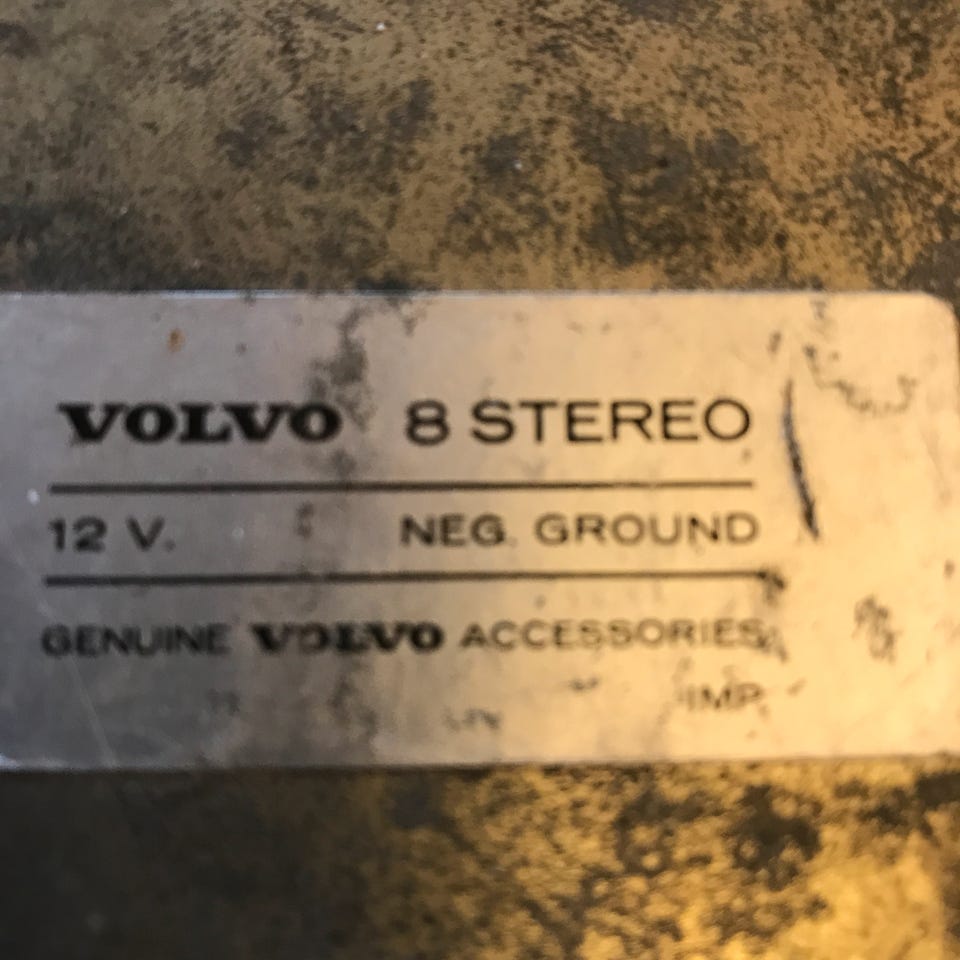 VOLVO 8 STEREO
12 V. NEG. GROUND
GENUINE VOLVO ACCESSORIES
IMP.